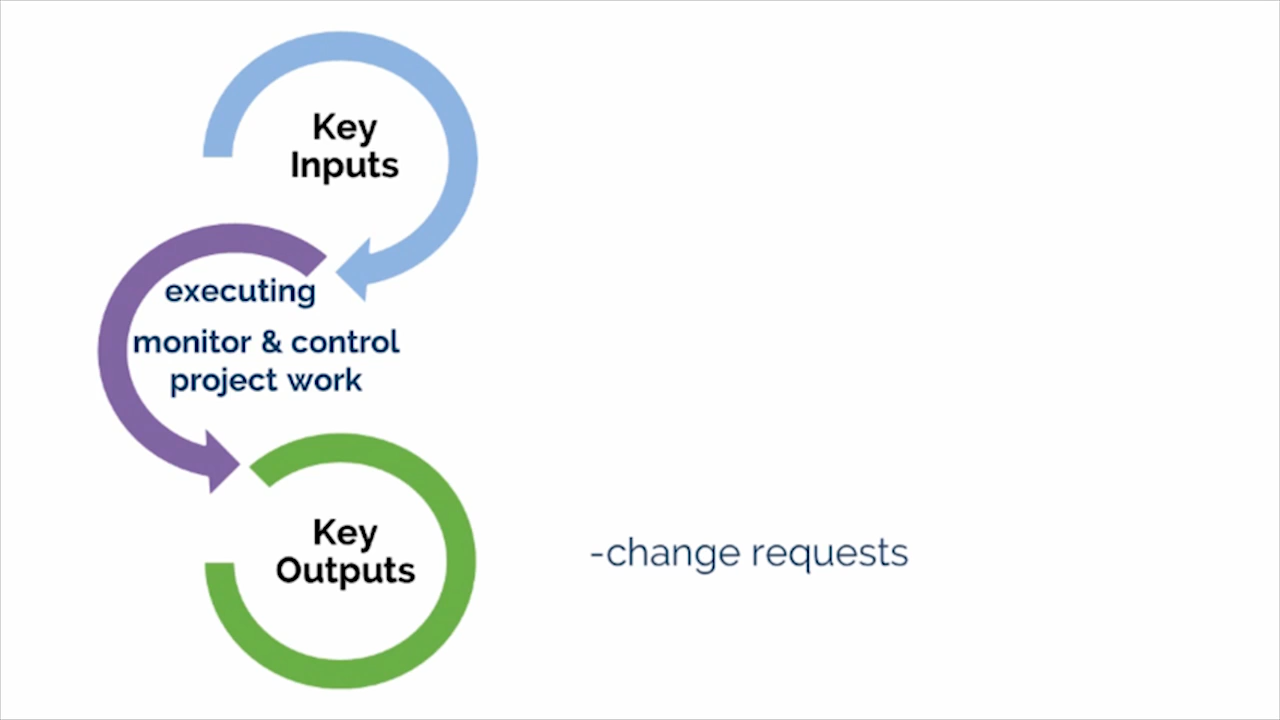 Key
Inputs
executing
monitor & control
project work
Key
Outputs
-change requests